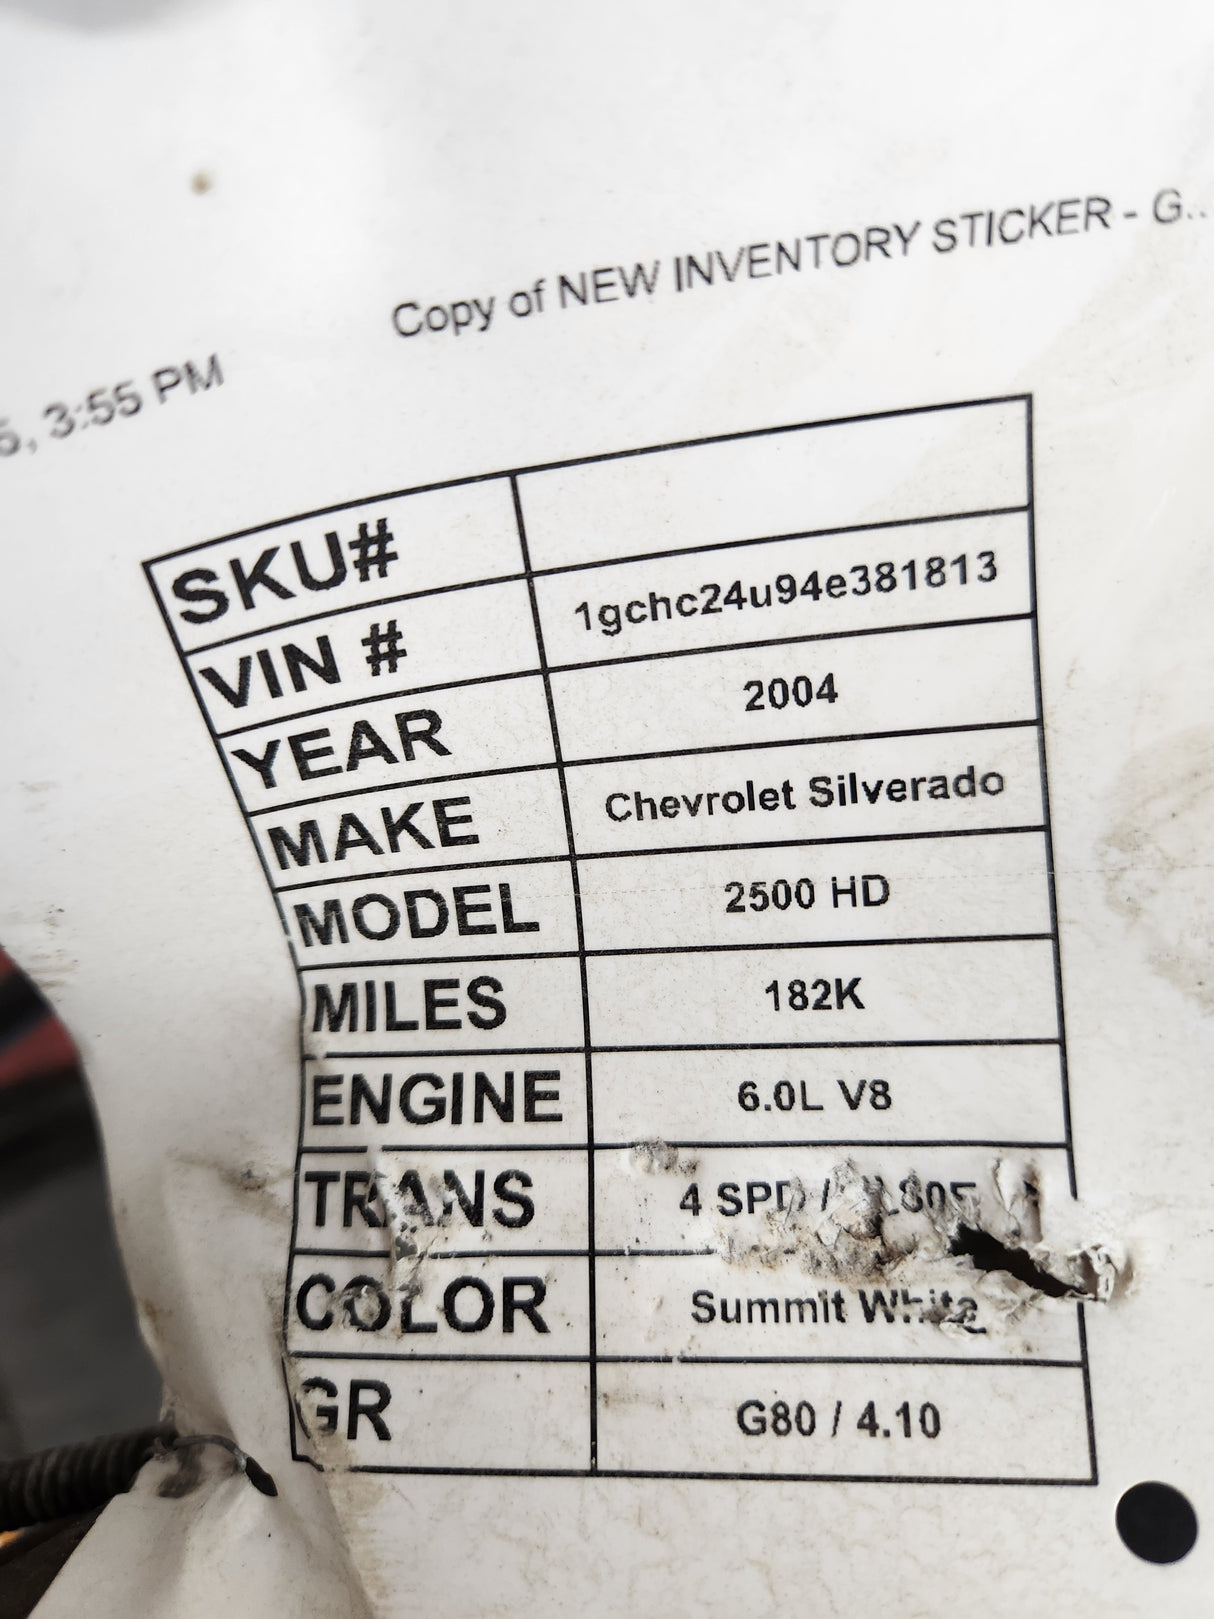 Copy of NEW INVENTORY STICKER - G...
5, 3:55 PM
SKU#
VIN # 1gchc24u94e381813
YEAR 2004
MAKE Chevrolet Silverado
MODEL 2500 HD
MILES 182K
ENGINE 6.0L V8
TRANS 4 SPD /
COLOR Summit White
GR G80 / 4.10